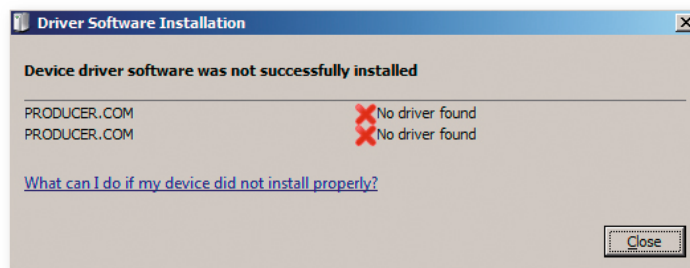 Driver Software Installation
Device driver software was not successfully installed
PRODUCER.COM No driver found
PRODUCER.COM No driver found
What can I do if my device did not install properly?
Close